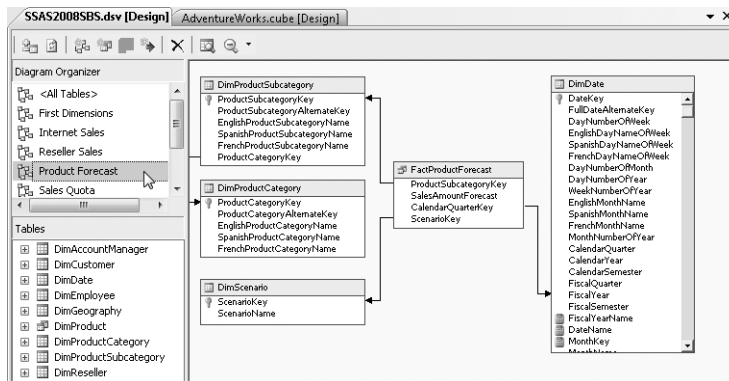 SSAS2008SBS.dsv [Design]
AdventureWorks.cube [Design]
Diagram Organizer
<All Tables>
First Dimensions
Internet Sales
Reseller Sales
Product Forecast
Sales Quota
Tables
DimAccountManager
DimCustomer
DimDate
DimEmployee
DimGeography
DimProduct
DimProductCategory
DimProductSubcategory
DimReseller
DimProductSubcategory
ProductSubcategoryKey
ProductSubcategoryAlternateKey
EnglishProductSubcategoryName
SpanishProductSubcategoryName
FrenchProductSubcategoryName
ProductCategoryKey
DimProductCategory
ProductCategoryKey
ProductCategoryAlternateKey
EnglishProductCategoryName
SpanishProductCategoryName
FrenchProductCategoryName
DimScenario
ScenarioKey
ScenarioName
FactProductForecast
ProductSubcategoryKey
SalesAmountForecast
CalendarQuarterKey
ScenarioKey
DimDate
DateKey
FullDateAlternateKey
DayNumberOfWeek
EnglishDayNameOfWeek
SpanishDayNameOfWeek
FrenchDayNameOfWeek
DayNumberOfMonth
DayNumberOfYear
WeekNumberOfYear
EnglishMonthName
SpanishMonthName
FrenchMonthName
MonthNumberOfYear
CalendarQuarter
CalendarYear
CalendarSemester
FiscalQuarter
FiscalYear
FiscalSemester
FiscalYearName
DateName
MonthKey